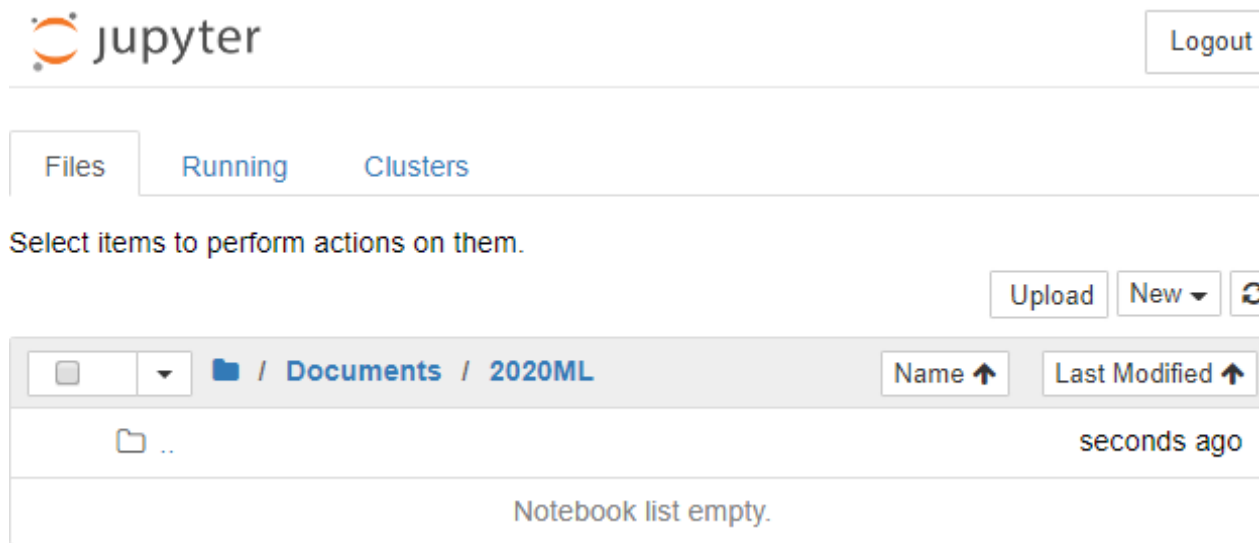 jupyter Logout
Files Running Clusters
Select items to perform actions on them.
Upload New
/ Documents / 2020ML Name Last Modified
.. seconds ago
Notebook list empty.